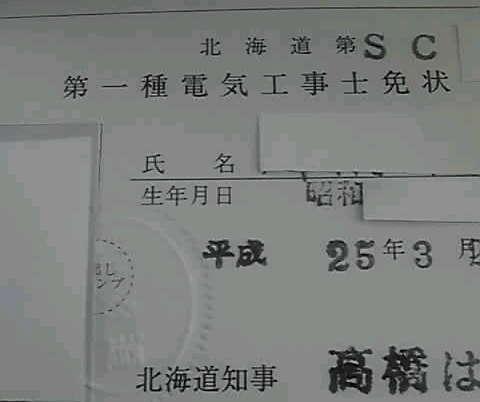 北海道第SC
第一種電気工事士免状
氏名
生年月日 昭和
平成 25年3月
北海道知事 高橋は